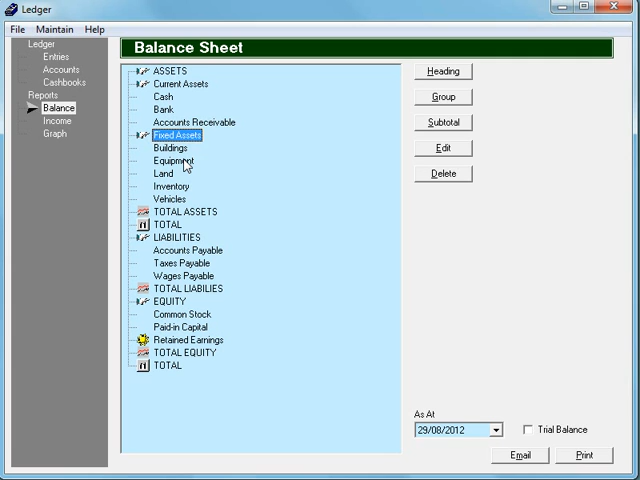 Ledger
File Maintain Help
Ledger
Entries
Accounts
Cashbooks
Reports
Balance
Income
Graph
Balance Sheet
ASSETS
Current Assets
Cash
Bank
Accounts Receivable
Fixed Assets
Buildings
Equipment
Land
Inventory
Vehicles
TOTAL ASSETS
TOTAL
LIABILITIES
Accounts Payable
Taxes Payable
Wages Payable
TOTAL LIABILIES
EQUITY
Common Stock
Paid-in Capital
Retained Earnings
TOTAL EQUITY
TOTAL
Heading
Group
Subtotal
Edit
Delete
As At
29/08/2012
Trial Balance
Email
Print